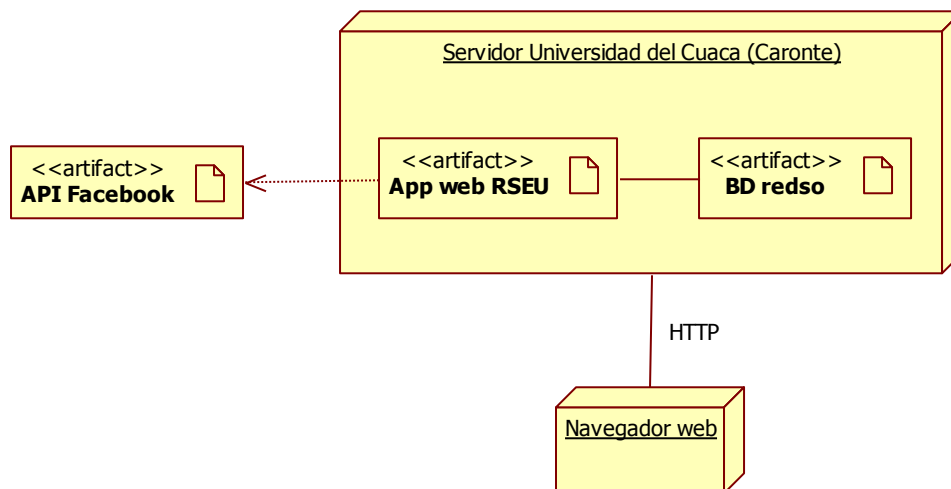 Servidor Universidad del Cuaca (Caronte)
<<artifact>>
API Facebook
<<artifact>>
App web RSEU
<<artifact>>
BD redso
HTTP
Navegador web